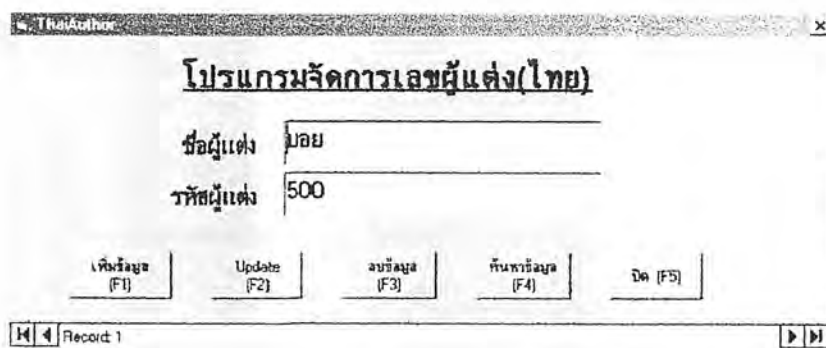 ThaiAuthor
โปรแกรมจัดการเลขผู้แต่ง(ไทย)
ชื่อผู้แต่ง บอย
รหัสผู้แต่ง 500
เพิ่มข้อมูล (F1)
Update (F2)
ลบข้อมูล (F3)
ค้นหาข้อมูล (F4)
ปิด (F5)
Record: 1